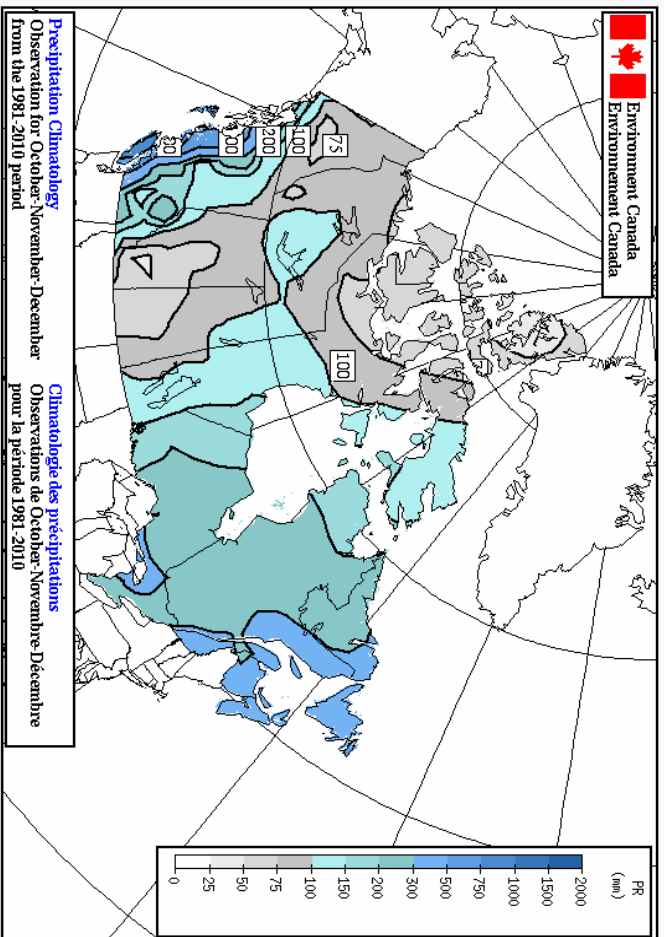 Environment Canada
Environnement Canada
75
100
200
100
Precipitation Climatology
Observation for October-November-December
from the 1981-2010 period
Climatologie des précipitations
Observations de October-Novembre-Décembre
pour la période 1981-2010
PR
(mm)
0
25
50
75
100
150
200
300
500
750
1000
1500
2000